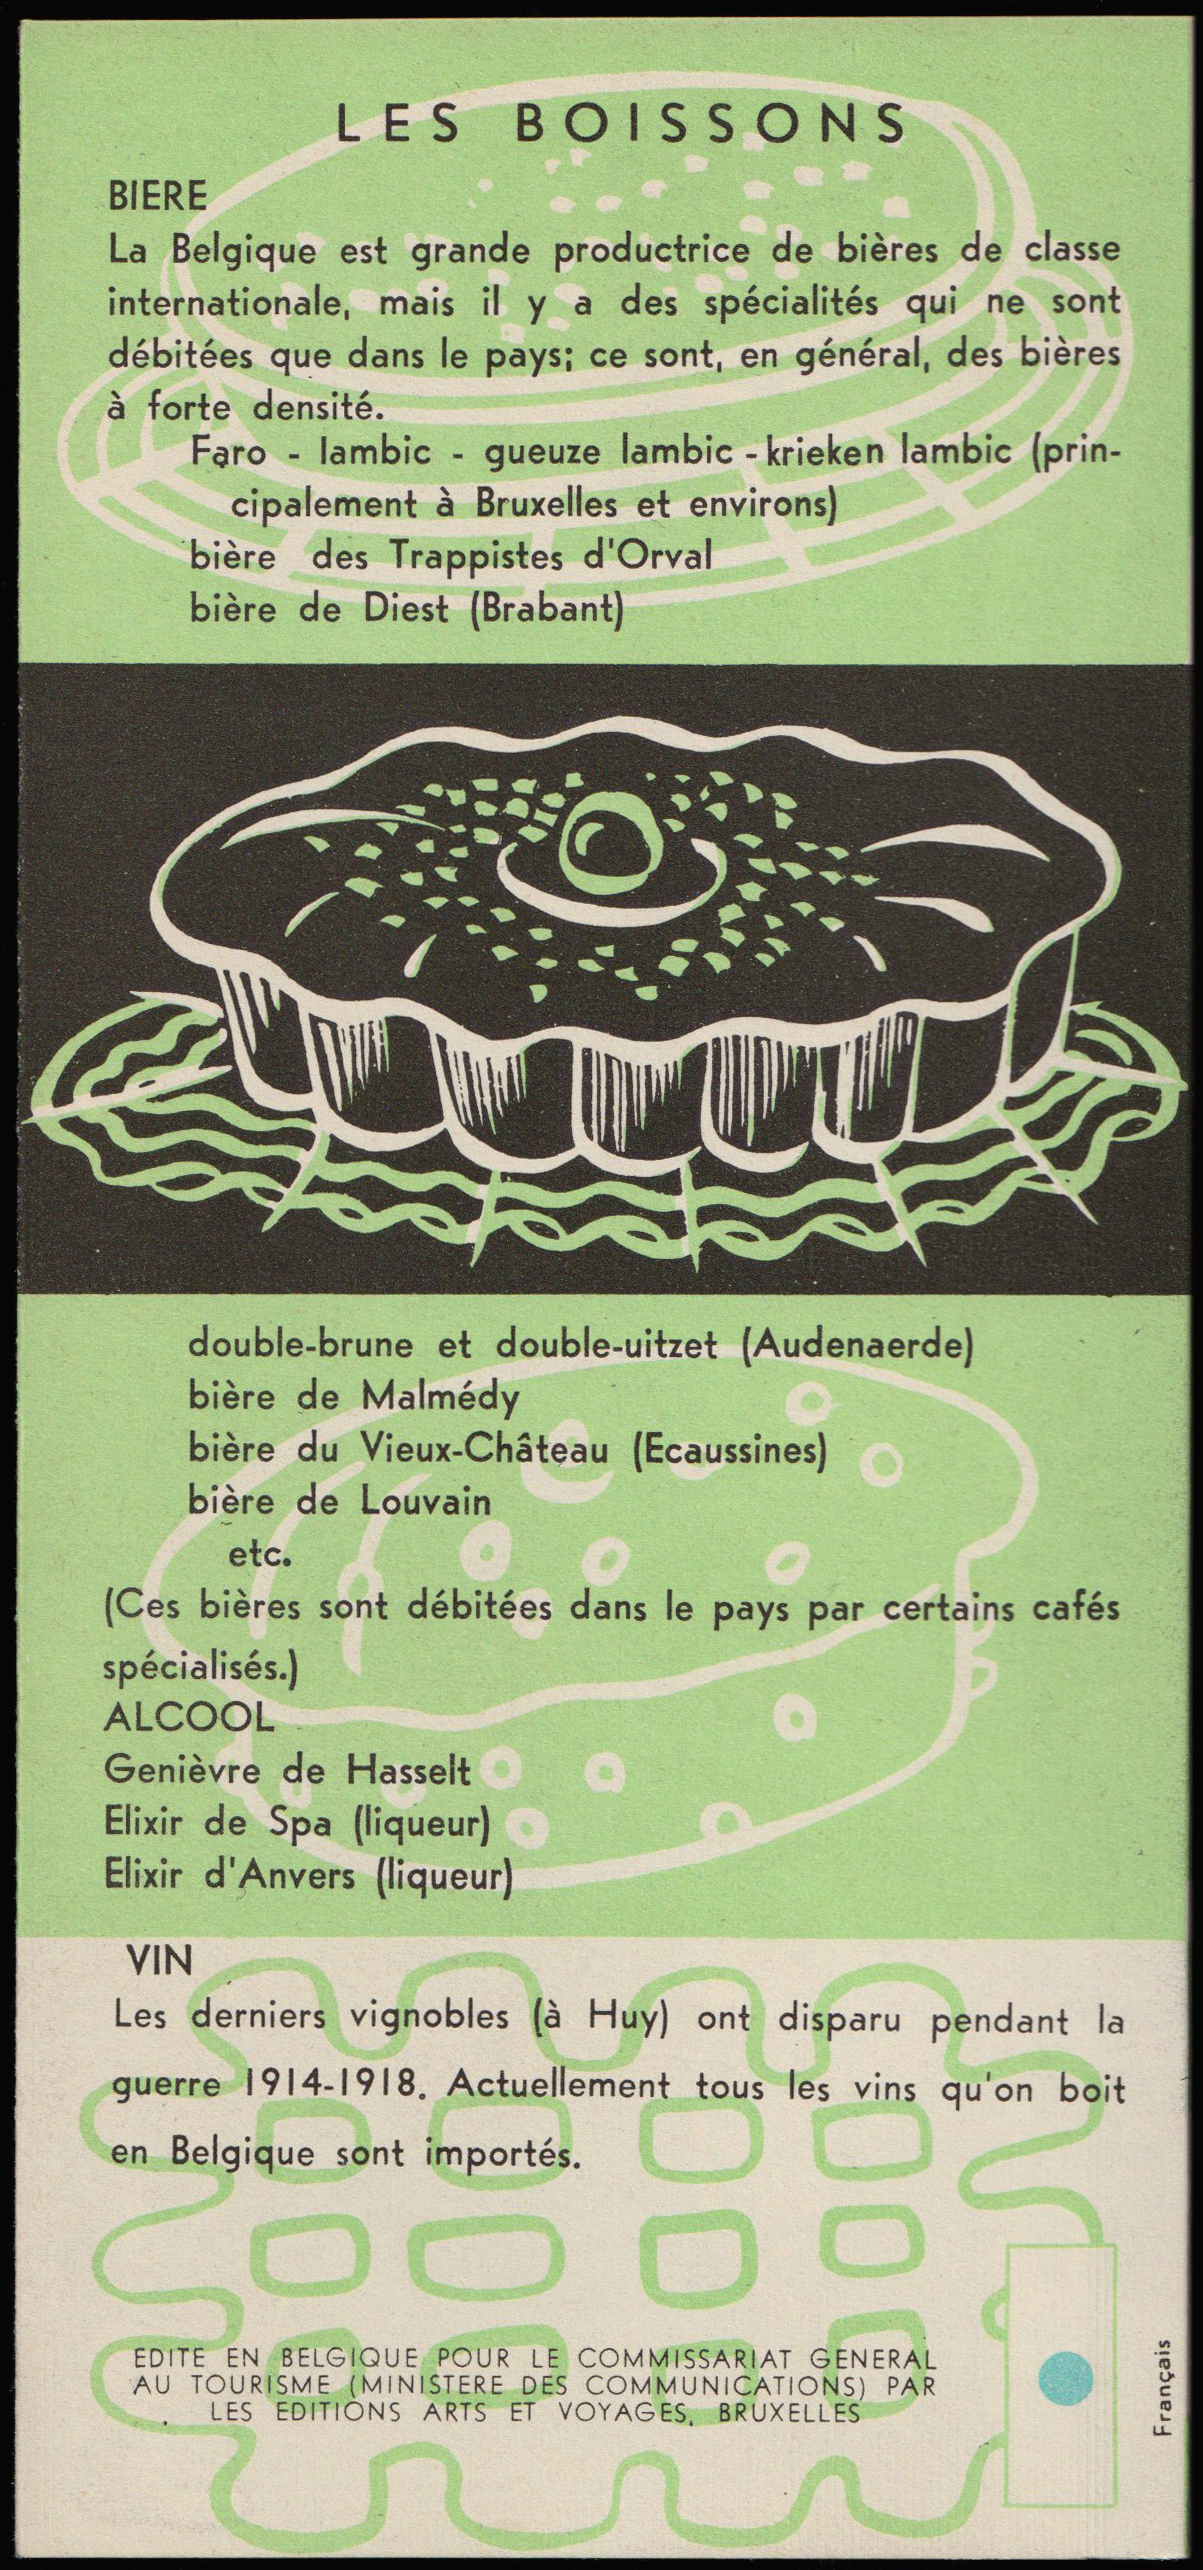 LES BOISSONS
BIERE
La Belgique est grande productrice de bières de classe
internationale, mais il y a des spécialités qui ne sont
débitées que dans le pays; ce sont, en général, des bières
à forte densité.
Faro - lambic - gueuze lambic - krieken lambic (prin-
cipalement à Bruxelles et environs)
bière des Trappistes d'Orval
bière de Diest (Brabant)
double-brune et double-uitzet (Audenaerde)
bière de Malmédy
bière du Vieux-Château (Ecaussines)
bière de Louvain
etc.
(Ces bières sont débitées dans le pays par certains cafés
spécialisés.)
ALCOOL
Genièvre de Hasselt
Elixir de Spa (liqueur)
Elixir d'Anvers (liqueur)
VIN
Les derniers vignobles (à Huy) ont disparu pendant la
guerre 1914-1918. Actuellement tous les vins qu'on boit
en Belgique sont importés.
EDITE EN BELGIQUE POUR LE COMMISSARIAT GENERAL
AU TOURISME (MINISTERE DES COMMUNICATIONS) PAR
LES EDITIONS ARTS ET VOYAGES, BRUXELLES
Français